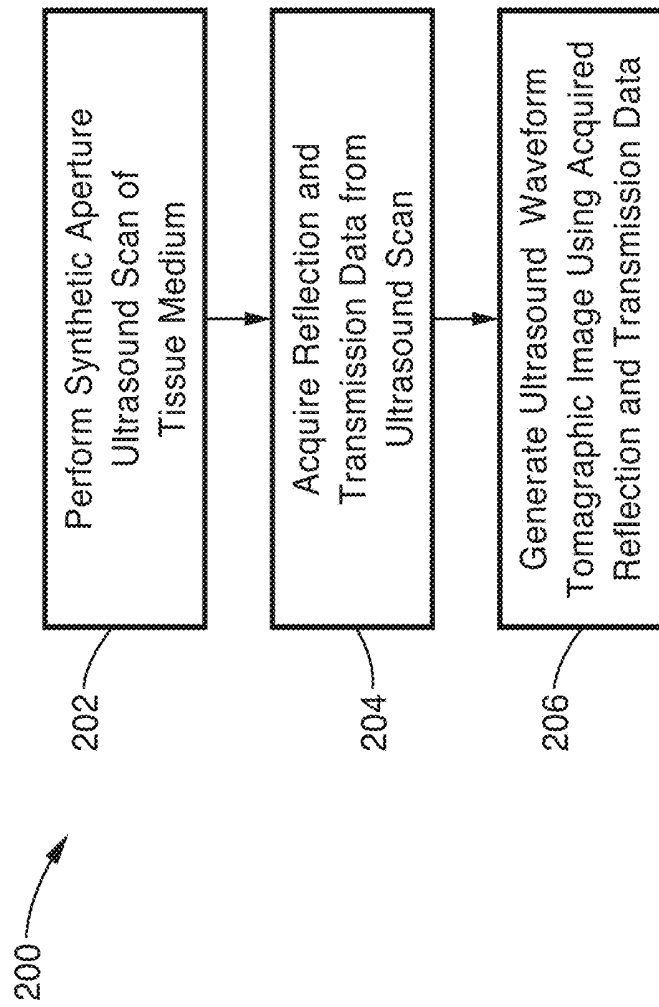 200
202
Perform Synthetic Aperture
Ultrasound Scan of
Tissue Medium
204
Acquire Reflection and
Transmission Data from
Ultrasound Scan
206
Generate Ultrasound Waveform
Tomagraphic Image Using Acquired
Reflection and Transmission Data